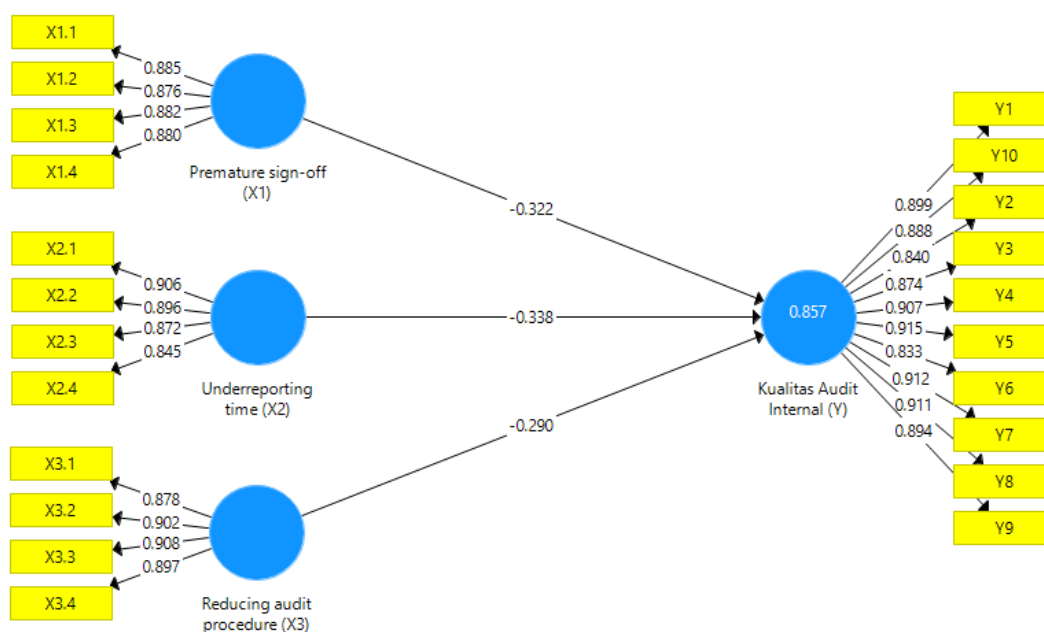 X1.1
X1.2
X1.3
X1.4
0.885
0.876
0.882
0.880
Premature sign-off
(X1)
-0.322
X2.1
X2.2
X2.3
X2.4
0.906
0.896
0.872
0.845
Underreporting
time (X2)
-0.338
X3.1
X3.2
X3.3
X3.4
0.878
0.902
0.908
0.897
Reducing audit
procedure (X3)
-0.290
0.857
Kualitas Audit
Internal (Y)
0.899
0.888
0.840
0.874
0.907
0.915
0.833
0.912
0.911
0.894
Y1
Y10
Y2
Y3
Y4
Y5
Y6
Y7
Y8
Y9